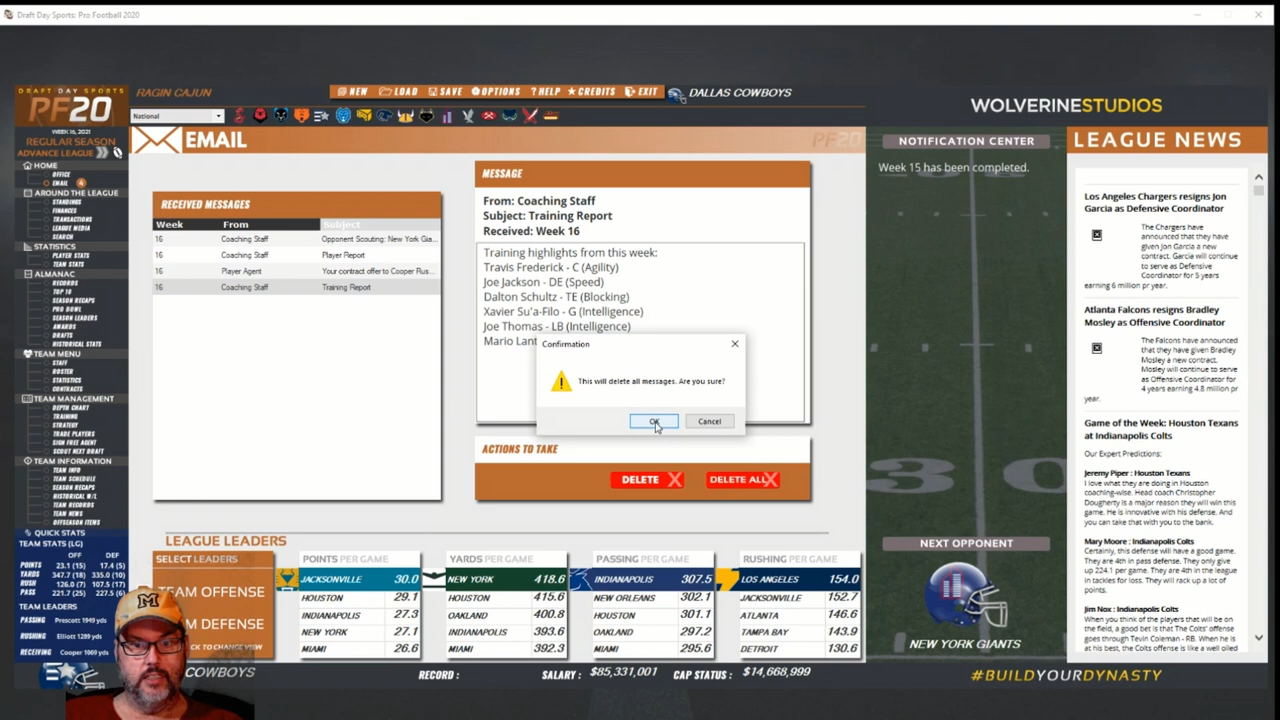 Draft Day Sports: Pro Football 2020
DRAFT DAY SPORTS
PF20
WEEK 16, 2021
REGULAR SEASON
ADVANCE LEAGUE
HOME
OFFICE
EMAIL 4
AROUND THE LEAGUE
STANDINGS
FINANCES
TRANSACTIONS
LEAGUE MEDIA
SEARCH
STATISTICS
PLAYER STATS
TEAM STATS
ALMANAC
RECORDS
TOP 10
SEASON RECAPS
PRO BOWL
SEASON LEADERS
AWARDS
DRAFTS
HISTORICAL STATS
TEAM MENU
STAFF
ROSTER
STATISTICS
CONTRACTS
TEAM MANAGEMENT
DEPTH CHART
TRAINING
STRATEGY
TRADE PLAYERS
SIGN FREE AGENT
SCOUT NEXT DRAFT
TEAM INFORMATION
TEAM INFO
TEAM SCHEDULE
SEASON RECAPS
HISTORICAL W/L
TEAM RECORDS
TEAM NEWS
OFFSEASON ITEMS
QUICK STATS
TEAM STATS (LG)
OFF DEF
POINTS 23.1 (15) 17.4 (5)
YARDS 347.7 (18) 335.0 (10)
RUSH 126.0 (7) 107.5 (17)
PASS 221.7 (25) 227.5 (6)
TEAM LEADERS
PASSING Prescott 1949 yds
RUSHING Elliott 1289 yds
RECEIVING Cooper 1069 yds
RAGIN CAJUN
NEW LOAD SAVE OPTIONS ? HELP CREDITS EXIT
DALLAS COWBOYS
National
EMAIL
PF20
RECEIVED MESSAGES
Week From Subject
16 Coaching Staff Opponent Scouting: New York Gia...
16 Coaching Staff Player Report
16 Player Agent Your contract offer to Cooper Rus...
16 Coaching Staff Training Report
MESSAGE
From: Coaching Staff
Subject: Training Report
Received: Week 16
Training highlights from this week:
Travis Frederick - C (Agility)
Joe Jackson - DE (Speed)
Dalton Schultz - TE (Blocking)
Xavier Su'a-Filo - G (Intelligence)
Joe Thomas - LB (Intelligence)
Mario Lant
Confirmation
This will delete all messages. Are you sure?
OK Cancel
ACTIONS TO TAKE
DELETE X DELETE ALL X
LEAGUE LEADERS
SELECT LEADERS
TEAM OFFENSE
TEAM DEFENSE
CK TO CHANGE VIEW
POINTS PER GAME
JACKSONVILLE 30.0
HOUSTON 29.1
INDIANAPOLIS 27.3
NEW YORK 27.1
MIAMI 26.6
YARDS PER GAME
NEW YORK 418.6
HOUSTON 415.6
OAKLAND 400.8
INDIANAPOLIS 393.6
MIAMI 392.3
PASSING PER GAME
INDIANAPOLIS 307.5
NEW ORLEANS 302.1
HOUSTON 301.1
OAKLAND 297.2
MIAMI 295.6
RUSHING PER GAME
LOS ANGELES 154.0
JACKSONVILLE 152.7
ATLANTA 146.6
TAMPA BAY 143.9
DETROIT 130.6
COWBOYS
RECORD :
SALARY : $85,331,001
CAP STATUS : $14,668,999
NOTIFICATION CENTER
Week 15 has been completed.
30
NEXT OPPONENT
NEW YORK GIANTS
WOLVERINESTUDIOS
LEAGUE NEWS
Los Angeles Chargers resigns Jon
Garcia as Defensive Coordinator
The Chargers have
announced that they have
given Jon Garcia a new
contract. Garcia will
continue to serve as
Defensive Coordinator
for 5 years
earning 6 million pr year.
Atlanta Falcons resigns Bradley
Mosley as Offensive Coordinator
The Falcons have announced
that they have given Bradley
Mosley a new contract.
Mosley will continue to serve
as Offensive Coordinator for
4 years earning 4.8 million pr
year.
Game of the Week: Houston Texans
at Indianapolis Colts
Our Expert Predictions:
Jeremy Piper : Houston Texans
I love what they are doing in Houston
coaching-wise. Head coach Christopher
Dougherty is a major reason they will win this
game. He is innovative with his defense. And
you can take that with you to the bank.
Mary Moore : Indianapolis Colts
Certainly, this defense will have a good game.
They are 4th in pass defense. They only give
up 224.1 per game. They are 4th in the league
in tackles for loss. They will rack up a lot of
points.
Jim Nox : Indianapolis Colts
When you think of the players that will be on
the field, a good bet is that The Colts' offense
goes through Tevin Coleman - RB. When he is
at his best, the Colts offense is like a well oiled
#BUILDYOURDYNASTY
M